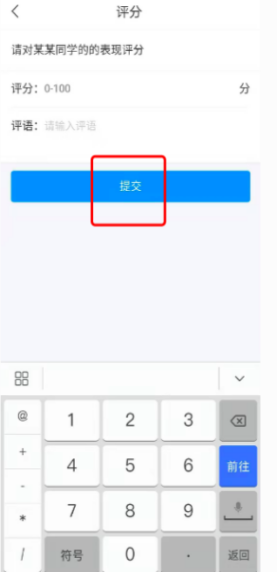 评分
请对某某同学的的表现评分
评分：0-100 分
评语：请输入评语
提交
@ 1 2 3
+ 4 5 6 前往
-
* 7 8 9
/ 符号 0 . 返回